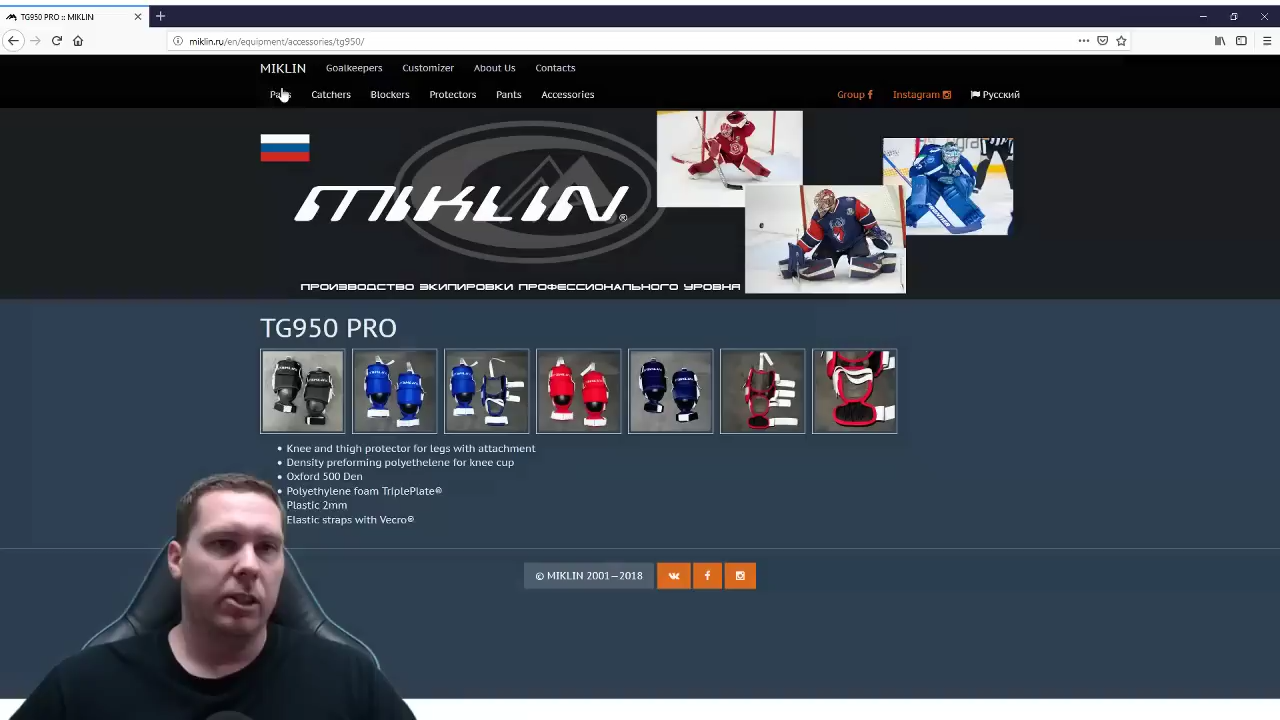 TG950 PRO :: MIKLIN
miklin.ru/en/equipment/accessories/tg950/
MIKLIN Goalkeepers Customizer About Us Contacts
Catchers Blockers Protectors Pants Accessories Group Instagram Русский
MIKLIN®
ПРОИЗВОДСТВО ЭКИПИРОВКИ ПРОФЕССИОНАЛЬНОГО УРОВНЯ
TG950 PRO
Knee and thigh protector for legs with attachment
Density preforming polyethelene for knee cup
Oxford 500 Den
Polyethylene foam TriplePlate®
Plastic 2mm
Elastic straps with Vecro®
© MIKLIN 2001—2018